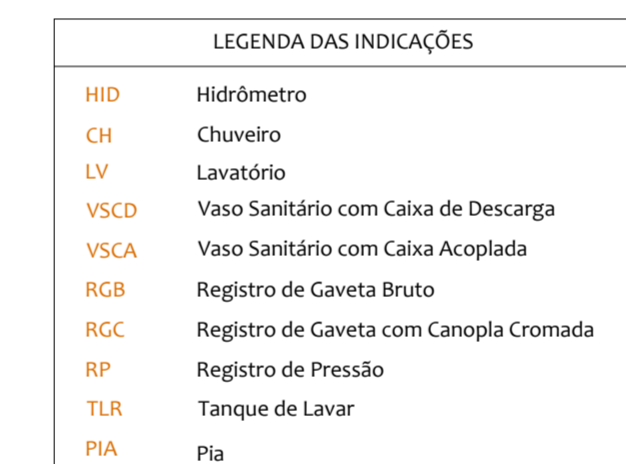 LEGENDA DAS INDICAÇÕES
HID Hidrômetro
CH Chuveiro
LV Lavatório
VSCD Vaso Sanitário com Caixa de Descarga
VSCA Vaso Sanitário com Caixa Acoplada
RGB Registro de Gaveta Bruto
RGC Registro de Gaveta com Canopla Cromada
RP Registro de Pressão
TLR Tanque de Lavar
PIA Pia